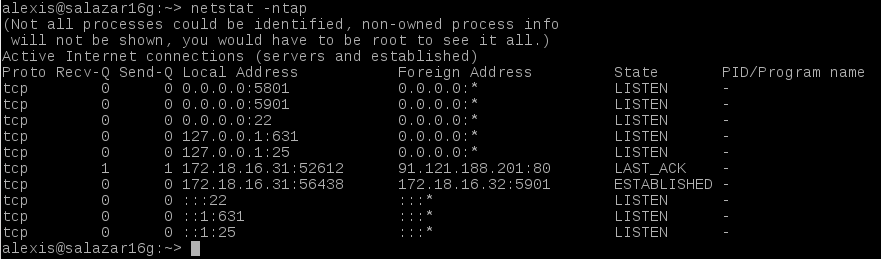 alexis@salazar16g:~> netstat -ntap
(Not all processes could be identified, non-owned process info
 will not be shown, you would have to be root to see it all.)
Active Internet connections (servers and established)
Proto Recv-Q Send-Q Local Address           Foreign Address         State       PID/Program name
tcp        0      0 0.0.0.0:5801            0.0.0.0:*               LISTEN      -
tcp        0      0 0.0.0.0:5901            0.0.0.0:*               LISTEN      -
tcp        0      0 0.0.0.0:22              0.0.0.0:*               LISTEN      -
tcp        0      0 127.0.0.1:631           0.0.0.0:*               LISTEN      -
tcp        0      0 127.0.0.1:25            0.0.0.0:*               LISTEN      -
tcp        1      1 172.18.16.31:52612      91.121.188.201:80       LAST_ACK    -
tcp        0      0 172.18.16.31:56438      172.18.16.32:5901       ESTABLISHED -
tcp        0      0 :::22                   :::*                    LISTEN      -
tcp        0      0 ::1:631                 :::*                    LISTEN      -
tcp        0      0 ::1:25                  :::*                    LISTEN      -
alexis@salazar16g:~>